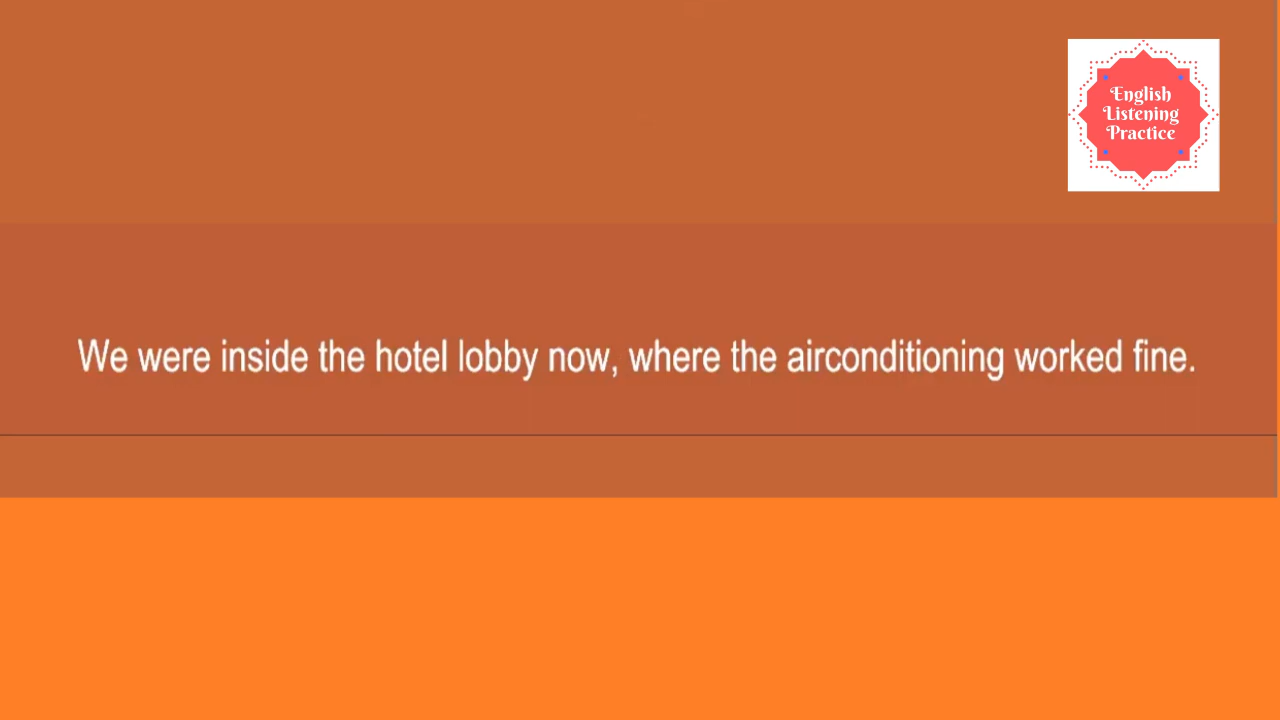 English
Listening
Practice
We were inside the hotel lobby now, where the airconditioning worked fine.